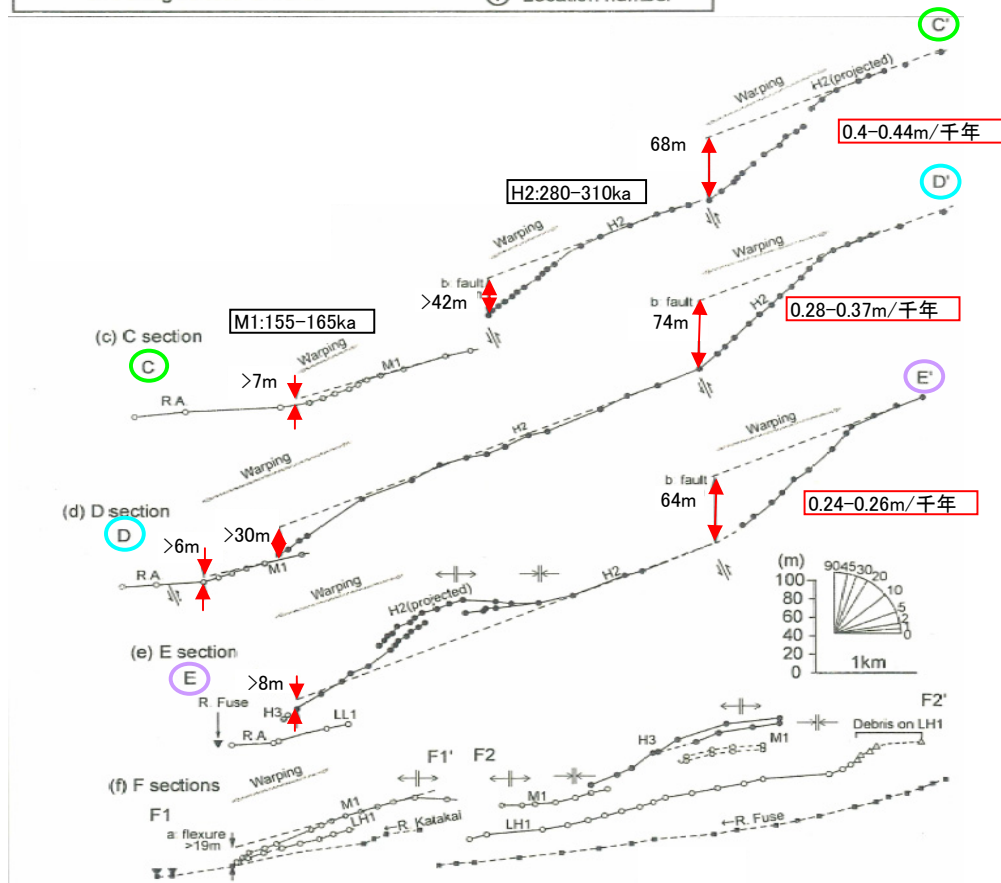 C'
Warping
H2(projected)
68m
0.4-0.44m/千年
H2:280-310ka
D'
Warping
H2
Warping
b fault
>42m
b fault
74m
H2
0.28-0.37m/千年
M1:155-165ka
(c) C section
C
Warping
M1
>7m
R.A.
E'
H2
Warping
Warping
b fault
64m
0.24-0.26m/千年
(d) D section
D
>6m
>30m
R.A.
M1
Warping
H2(projected)
H2
(m)
100
80
60
40
20
0
90 45 30 20
10
5
2
1
0
1km
(e) E section
E
>8m
R. Fuse
H3
LL1
R.A.
F2'
Debris on LH1
H3
M1
(f) F sections
Warping
F1'
F2
F1
M1
M1
a: flexure
>19m
LH1
←R. Katakai
LH1
←R. Fuse